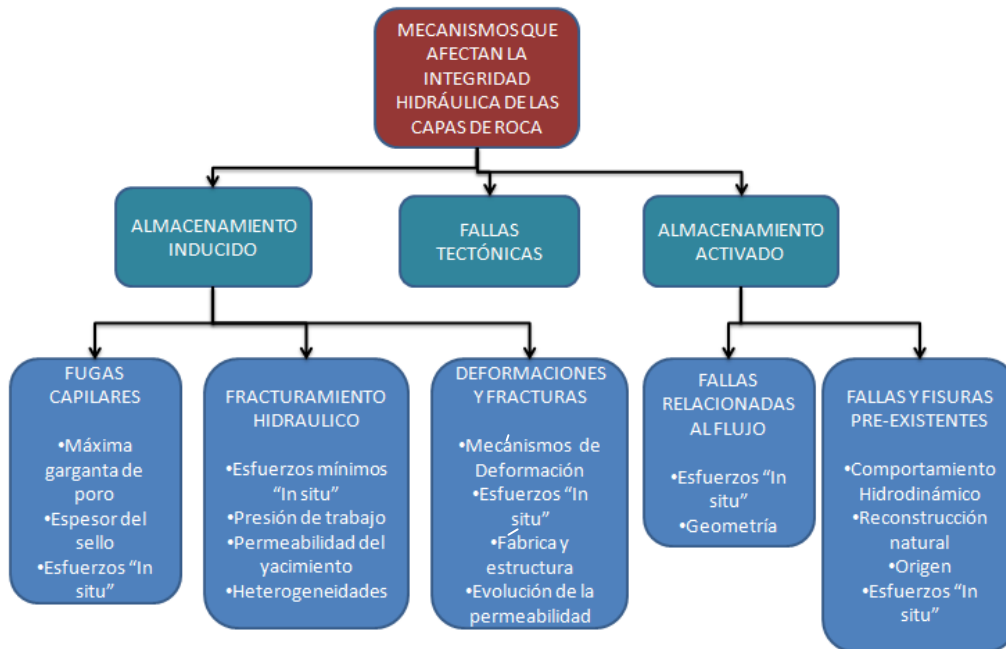 MECANISMOS QUE
AFECTAN LA
INTEGRIDAD
HIDRÁULICA DE LAS
CAPAS DE ROCA
ALMACENAMIENTO
INDUCIDO
FALLAS
TECTÓNICAS
ALMACENAMIENTO
ACTIVADO
FUGAS
CAPILARES
•Máxima
garganta de
poro
•Espesor del
sello
•Esfuerzos "In
situ"
FRACTURAMIENTO
HIDRAULICO
•Esfuerzos mínimos
"In situ"
•Presión de trabajo
•Permeabilidad del
yacimiento
•Heterogeneidades
DEFORMACIONES
Y FRACTURAS
•Mecánismos de
Deformación
•Esfuerzos "In
situ"
•Fábrica y
estructura
•Evolución de la
permeabilidad
FALLAS
RELACIONADAS
AL FLUJO
•Esfuerzos "In
situ"
•Geometría
FALLAS Y FISURAS
PRE-EXISTENTES
•Comportamiento
Hidrodinámico
•Reconstrucción
natural
•Origen
•Esfuerzos "In
situ"